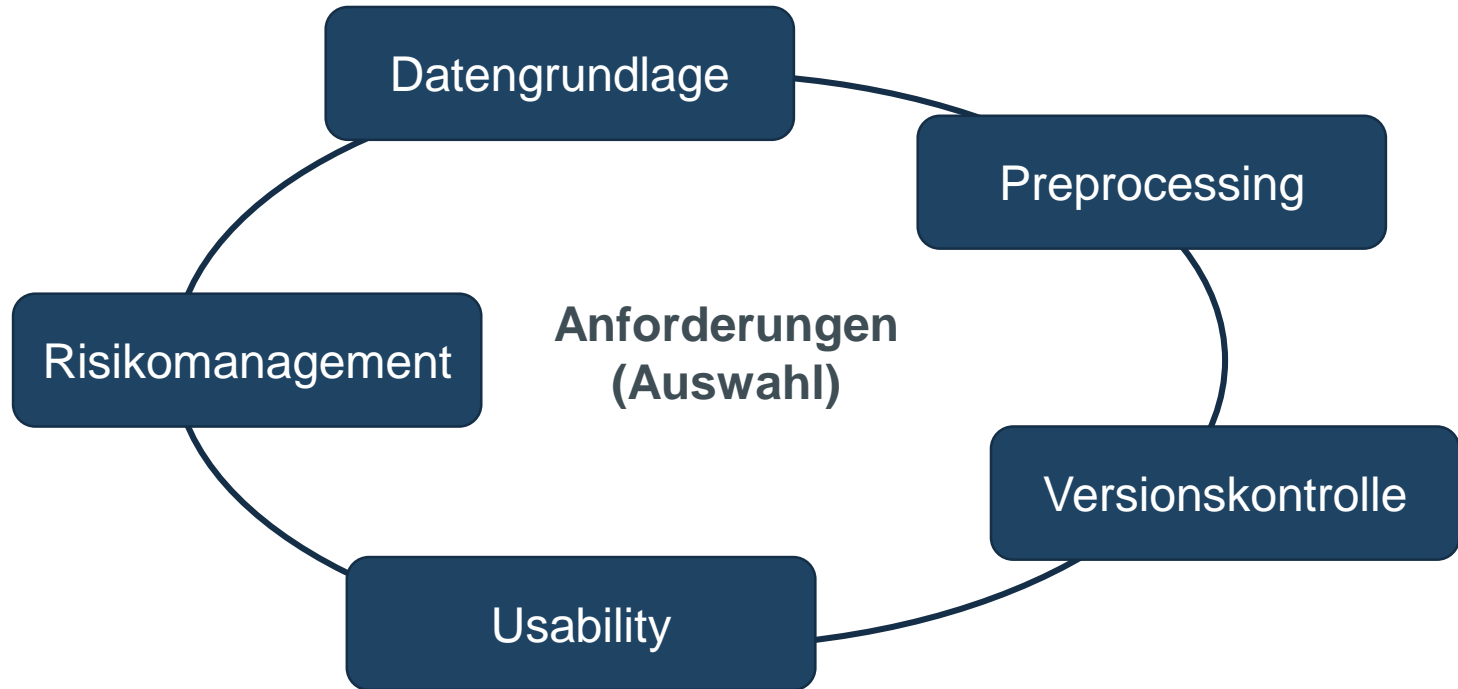 Datengrundlage
Preprocessing
Anforderungen
(Auswahl)
Risikomanagement
Versionskontrolle
Usability